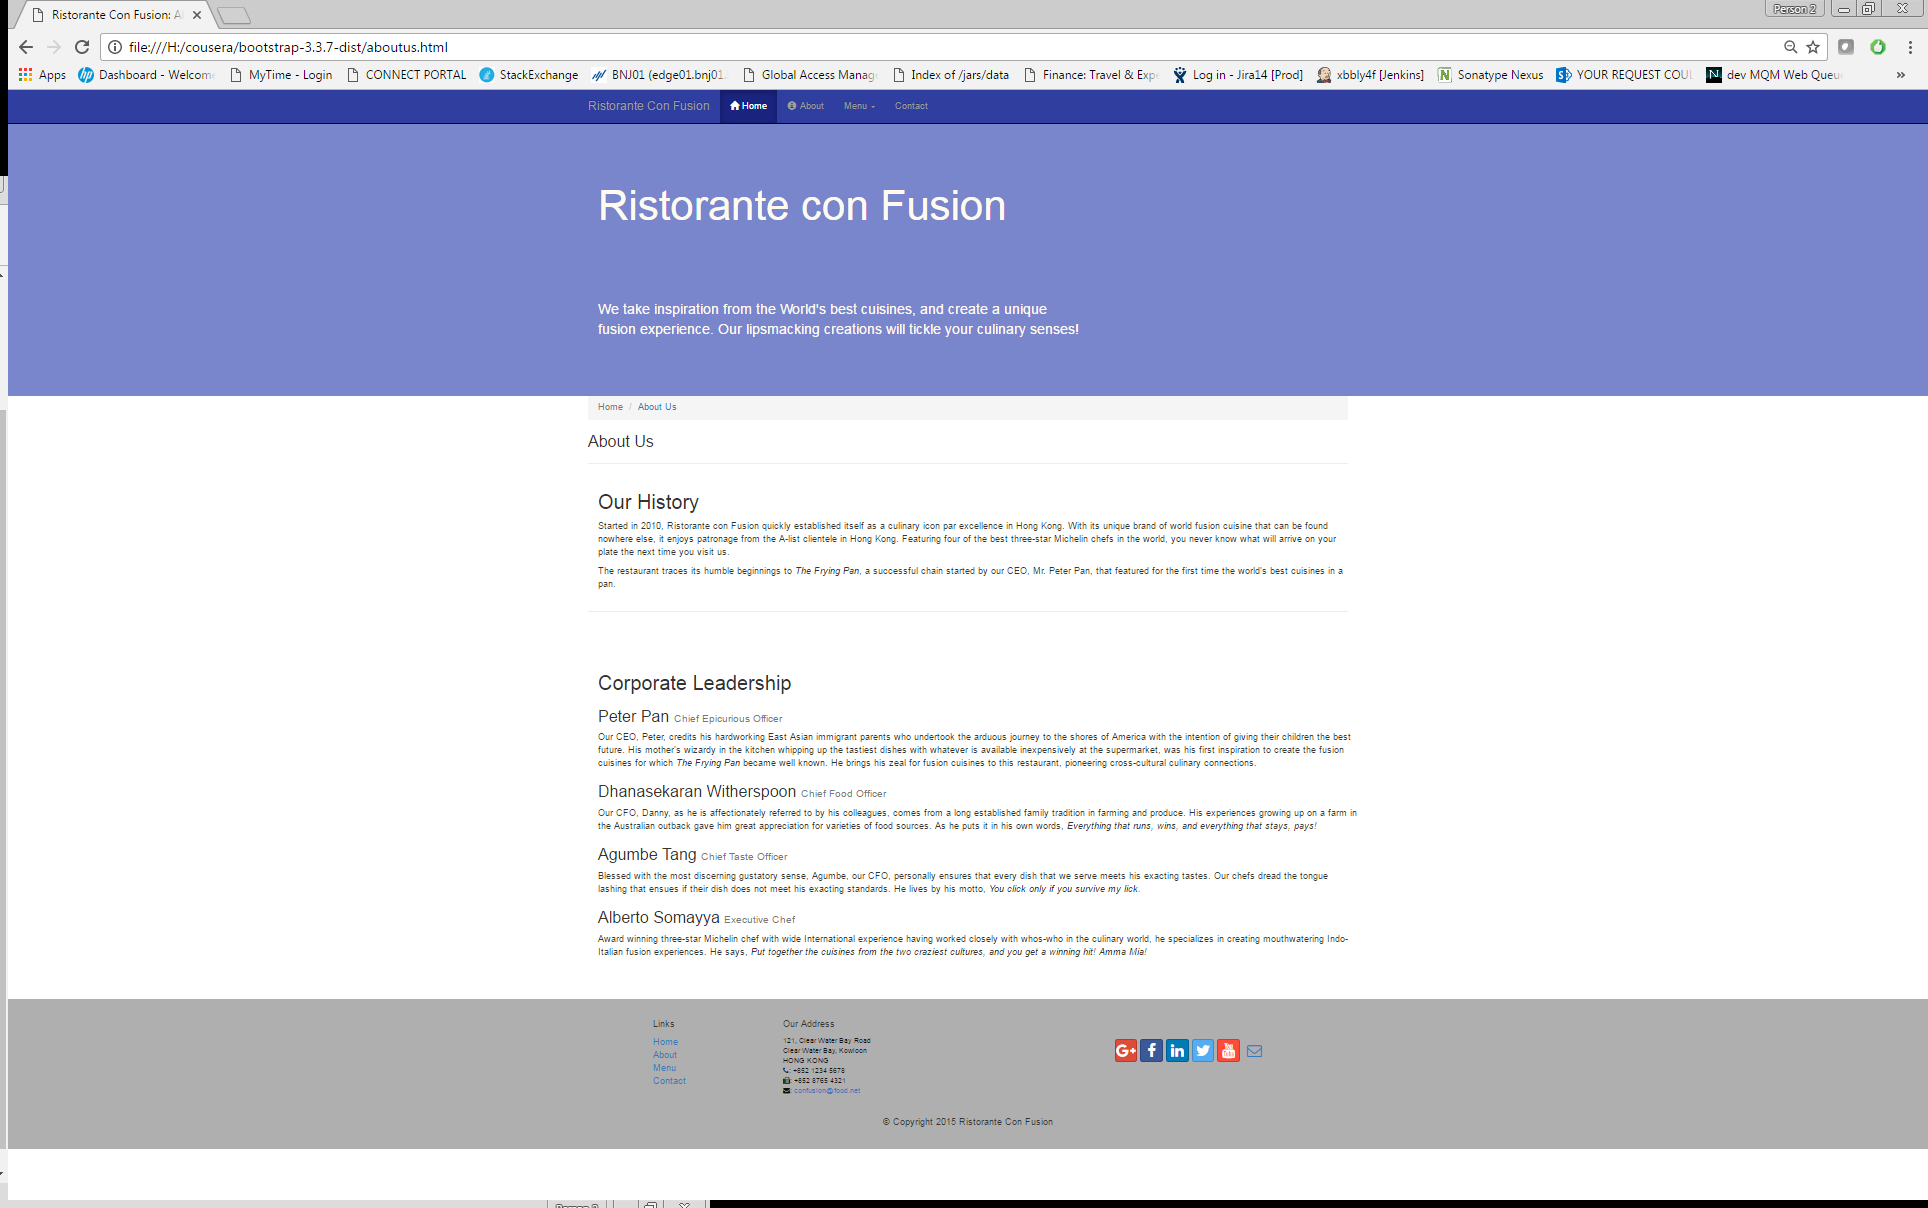 Ristorante Con Fusion: A
Person 2
file:///H:/cousera/bootstrap-3.3.7-dist/aboutus.html
Apps Dashboard - Welcome MyTime - Login CONNECT PORTAL StackExchange BNJ01 (edge01.bnj01. Global Access Manag Index of /jars/data Finance: Travel & Exp Log in - Jira14 [Prod] xbbly4f [Jenkins] Sonatype Nexus YOUR REQUEST COUL dev MQM Web Queu »
Ristorante Con Fusion Home About Menu Contact
Ristorante con Fusion
We take inspiration from the World's best cuisines, and create a unique
fusion experience. Our lipsmacking creations will tickle your culinary senses!
Home / About Us
About Us
Our History
Started in 2010, Ristorante con Fusion quickly established itself as a culinary icon par excellence in Hong Kong. With its unique brand of world fusion cuisine that can be found
nowhere else, it enjoys patronage from the A-list clientele in Hong Kong. Featuring four of the best three-star Michelin chefs in the world, you never know what will arrive on your
plate the next time you visit us.
The restaurant traces its humble beginnings to The Frying Pan, a successful chain started by our CEO, Mr. Peter Pan, that featured for the first time the world's best cuisines in a
pan.
Corporate Leadership
Peter Pan Chief Epicurious Officer
Our CEO, Peter, credits his hardworking East Asian immigrant parents who undertook the arduous journey to the shores of America with the intention of giving their children the best
future. His mother's wizardy in the kitchen whipping up the tastiest dishes with whatever is available inexpensively at the supermarket, was his first inspiration to create the fusion
cuisines for which The Frying Pan became well known. He brings his zeal for fusion cuisines to this restaurant, pioneering cross-cultural culinary connections.
Dhanasekaran Witherspoon Chief Food Officer
Our CFO, Danny, as he is affectionately referred to by his colleagues, comes from a long established family tradition in farming and produce. His experiences growing up on a farm in
the Australian outback gave him great appreciation for varieties of food sources. As he puts it in his own words, Everything that runs, wins, and everything that stays, pays!
Agumbe Tang Chief Taste Officer
Blessed with the most discerning gustatory sense, Agumbe, our CFO, personally ensures that every dish that we serve meets his exacting tastes. Our chefs dread the tongue
lashing that ensues if their dish does not meet his exacting standards. He lives by his motto, You click only if you survive my lick.
Alberto Somayya Executive Chef
Award winning three-star Michelin chef with wide International experience having worked closely with whos-who in the culinary world, he specializes in creating mouthwatering Indo-
Italian fusion experiences. He says, Put together the cuisines from the two craziest cultures, and you get a winning hit! Amma Mia!
Links
Home
About
Menu
Contact
Our Address
121, Clear Water Bay Road
Clear Water Bay, Kowloon
HONG KONG
: +852 1234 5678
: +852 8765 4321
: confusion@food.net
G+ f in You Tube
© Copyright 2015 Ristorante Con Fusion